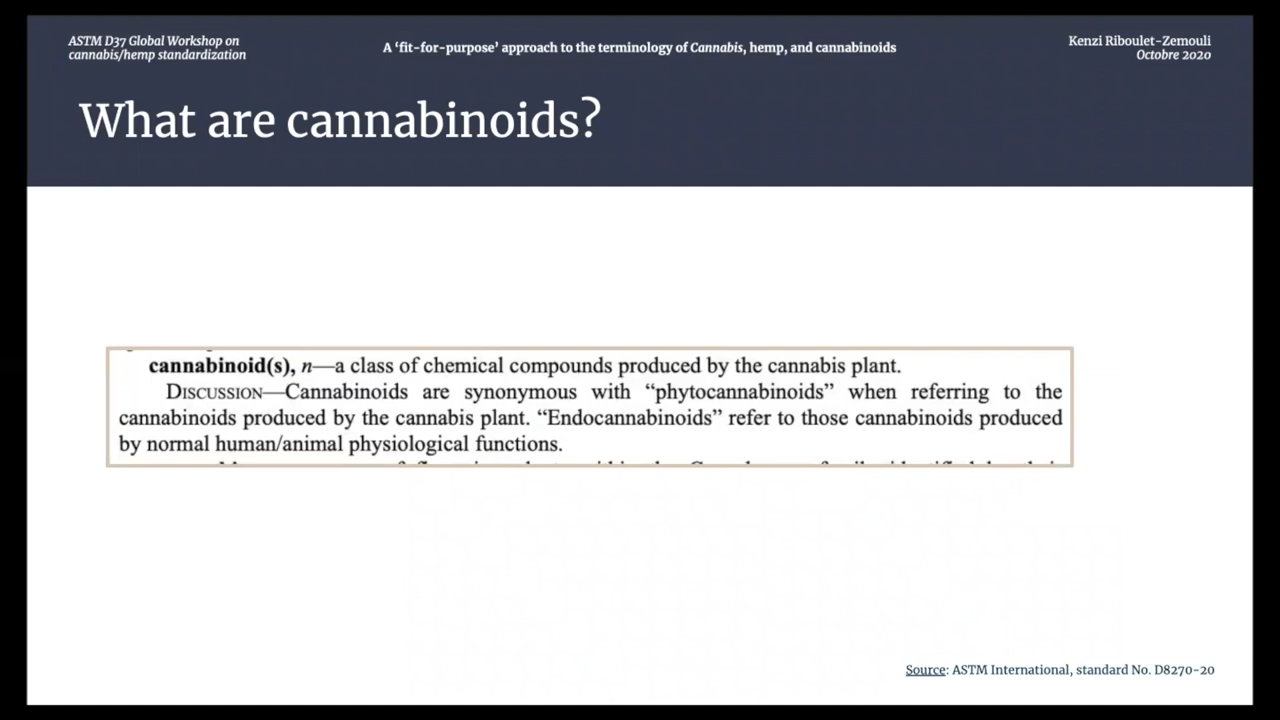 ASTM D37 Global Workshop on
cannabis/hemp standardization
A ‘fit-for-purpose’ approach to the terminology of Cannabis, hemp, and cannabinoids
Kenzi Riboulet-Zemouli
Octobre 2020
What are cannabinoids?
cannabinoid(s), n—a class of chemical compounds produced by the cannabis plant.
DISCUSSION—Cannabinoids are synonymous with “phytocannabinoids” when referring to the
cannabinoids produced by the cannabis plant. “Endocannabinoids” refer to those cannabinoids produced
by normal human/animal physiological functions.
Source: ASTM International, standard No. D8270-20